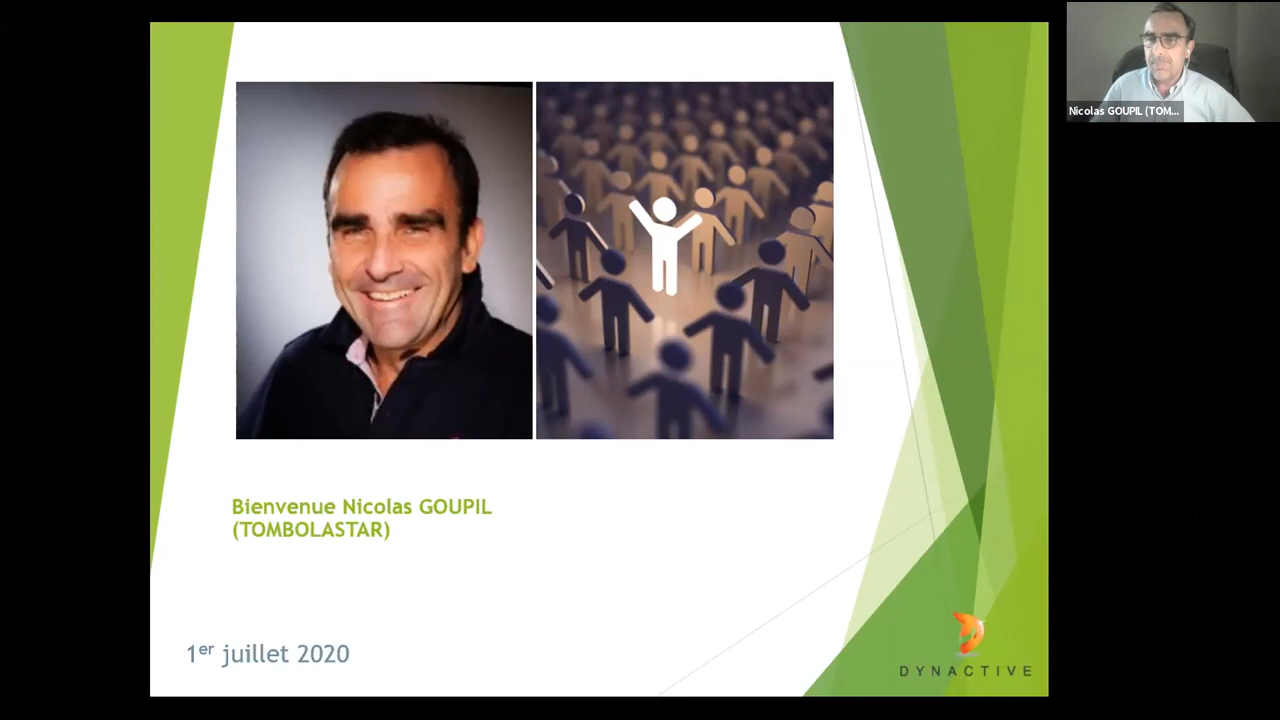 Nicolas GOUPIL (TOM...
Bienvenue Nicolas GOUPIL
(TOMBOLASTAR)
1er juillet 2020
DYNACTIVE